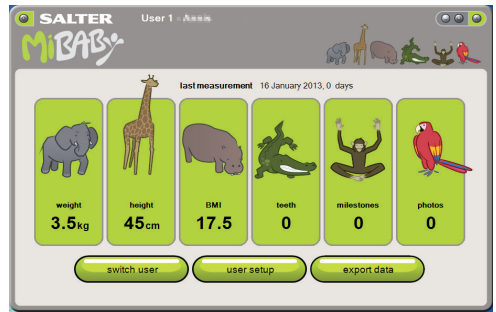 SALTER
User 1 -
MiBABy
last measurement 16 January 2013, 0 days
weight height BMI teeth milestones photos
3.5kg 45cm 17.5 0 0 0
switch user user setup export data